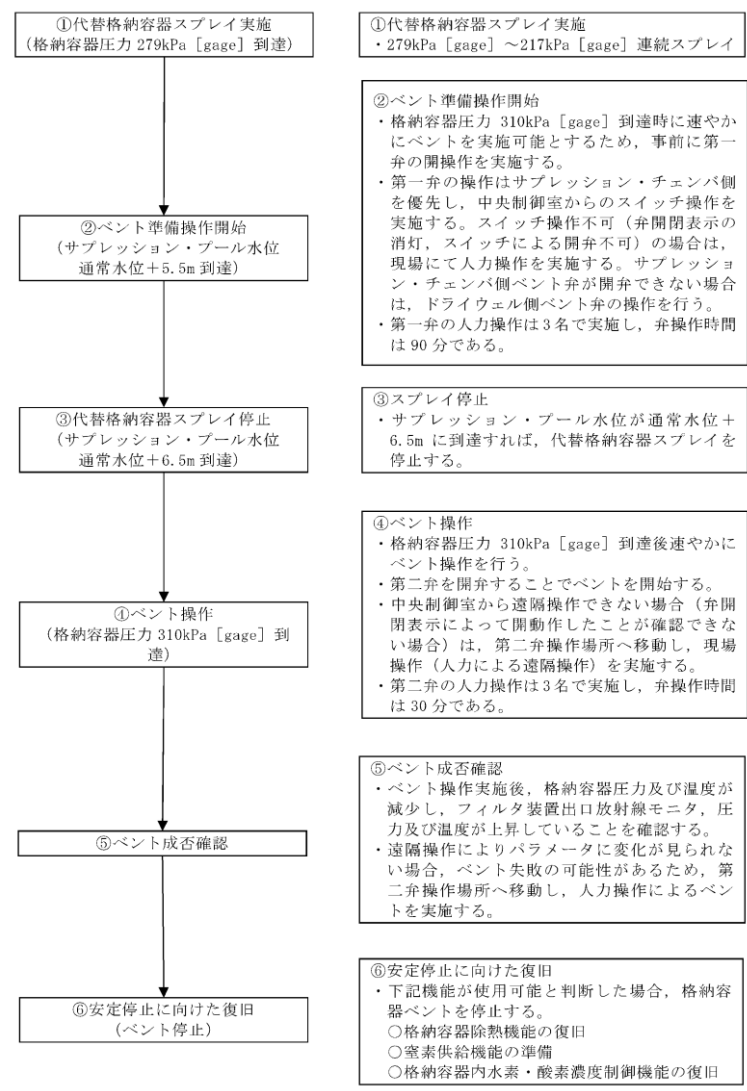 ①代替格納容器スプレイ実施
(格納容器圧力 279kPa［gage］到達)
①代替格納容器スプレイ実施
・279kPa［gage］～217kPa［gage］連続スプレイ
②ベント準備操作開始
・格納容器圧力 310kPa［gage］到達時に速やか
にベントを実施可能とするため，事前に第一
弁の開操作を実施する。
・第一弁の操作はサプレッション・チェンバ側
を優先し，中央制御室からのスイッチ操作を
実施する。スイッチ操作不可（弁開閉表示の
消灯，スイッチによる開弁不可）の場合は，
現場にて人力操作を実施する。サプレッショ
ン・チェンバ側ベント弁が開弁できない場合
は，ドライウェル側ベント弁の操作を行う。
・第一弁の人力操作は3名で実施し，弁操作時間
は90分である。
②ベント準備操作開始
(サプレッション・プール水位
通常水位＋5.5m 到達)
③代替格納容器スプレイ停止
(サプレッション・プール水位
通常水位＋6.5m 到達)
③スプレイ停止
・サプレッション・プール水位が通常水位＋
6.5m に到達すれば，代替格納容器スプレイを
停止する。
④ベント操作
・格納容器圧力 310kPa［gage］到達後速やかに
ベント操作を行う。
・第二弁を開弁することでベントを開始する。
・中央制御室から遠隔操作できない場合（弁開
閉表示によって開動作したことが確認できな
い場合）は，第二弁操作場所へ移動し，現場
操作（人力による遠隔操作）を実施する。
・第二弁の人力操作は3名で実施し，弁操作時間
は30分である。
④ベント操作
(格納容器圧力 310kPa［gage］到
達)
⑤ベント成否確認
・ベント操作実施後，格納容器圧力及び温度が
減少し，フィルタ装置出口放射線モニタ，圧
力及び温度が上昇していることを確認する。
・遠隔操作によりパラメータに変化が見られな
い場合，ベント失敗の可能性があるため，第
二弁操作場所へ移動し，人力操作によるベン
トを実施する。
⑤ベント成否確認
⑥安定停止に向けた復旧
(ベント停止)
⑥安定停止に向けた復旧
・下記機能が使用可能と判断した場合，格納容
器ベントを停止する。
○格納容器除熱機能の復旧
○窒素供給機能の準備
○格納容器内水素・酸素濃度制御機能の復旧